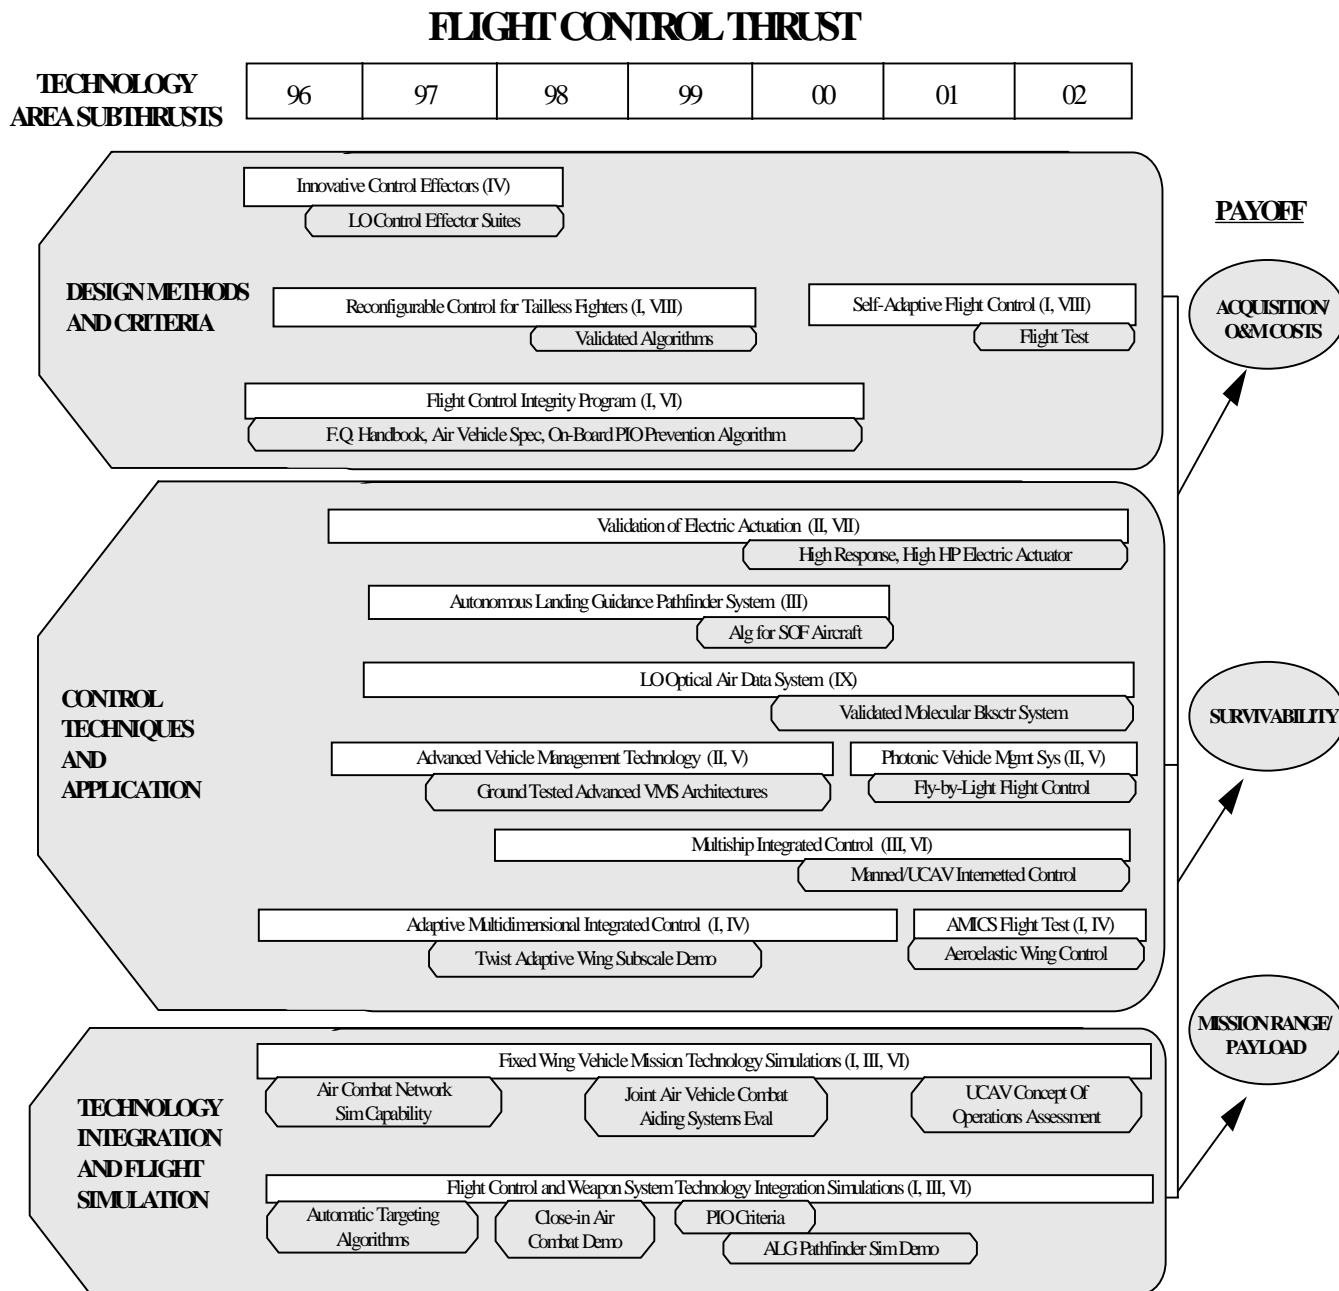 FLIGHT CONTROL THRUST
TECHNOLOGY
AREA SUBTHRUSTS
96 97 98 99 00 01 02
Innovative Control Effectors (IV)
LO Control Effector Suites
PAYOFF
DESIGN METHODS
AND CRITERIA
Reconfigurable Control for Tailless Fighters (I, VIII)
Validated Algorithms
Self-Adaptive Flight Control (I, VIII)
Flight Test
ACQUISITION/
O&M COSTS
Flight Control Integrity Program (I, VI)
F.Q. Handbook, Air Vehicle Spec, On-Board PIO Prevention Algorithm
Validation of Electric Actuation (II, VII)
High Response, High HP Electric Actuator
Autonomous Landing Guidance Pathfinder System (III)
Alg for SOF Aircraft
CONTROL
TECHNIQUES
AND
APPLICATION
LO Optical Air Data System (IX)
Validated Molecular Bksctr System
SURVIVABILITY
Advanced Vehicle Management Technology (II, V)
Ground Tested Advanced VMS Architectures
Photonic Vehicle Mgmt Sys (II, V)
Fly-by-Light Flight Control
Multiship Integrated Control (III, VI)
Manned/UCAV Internetted Control
Adaptive Multidimensional Integrated Control (I, IV)
Twist Adaptive Wing Subscale Demo
AMICS Flight Test (I, IV)
Aeroelastic Wing Control
MISSION RANGE/
PAYLOAD
TECHNOLOGY
INTEGRATION
AND FLIGHT
SIMULATION
Fixed Wing Vehicle Mission Technology Simulations (I, III, VI)
Air Combat Network
Sim Capability
Joint Air Vehicle Combat
Aiding Systems Eval
UCAV Concept Of
Operations Assessment
Flight Control and Weapon System Technology Integration Simulations (I, III, VI)
Automatic Targeting
Algorithms
Close-in Air
Combat Demo
PIO Criteria
ALG Pathfinder Sim Demo